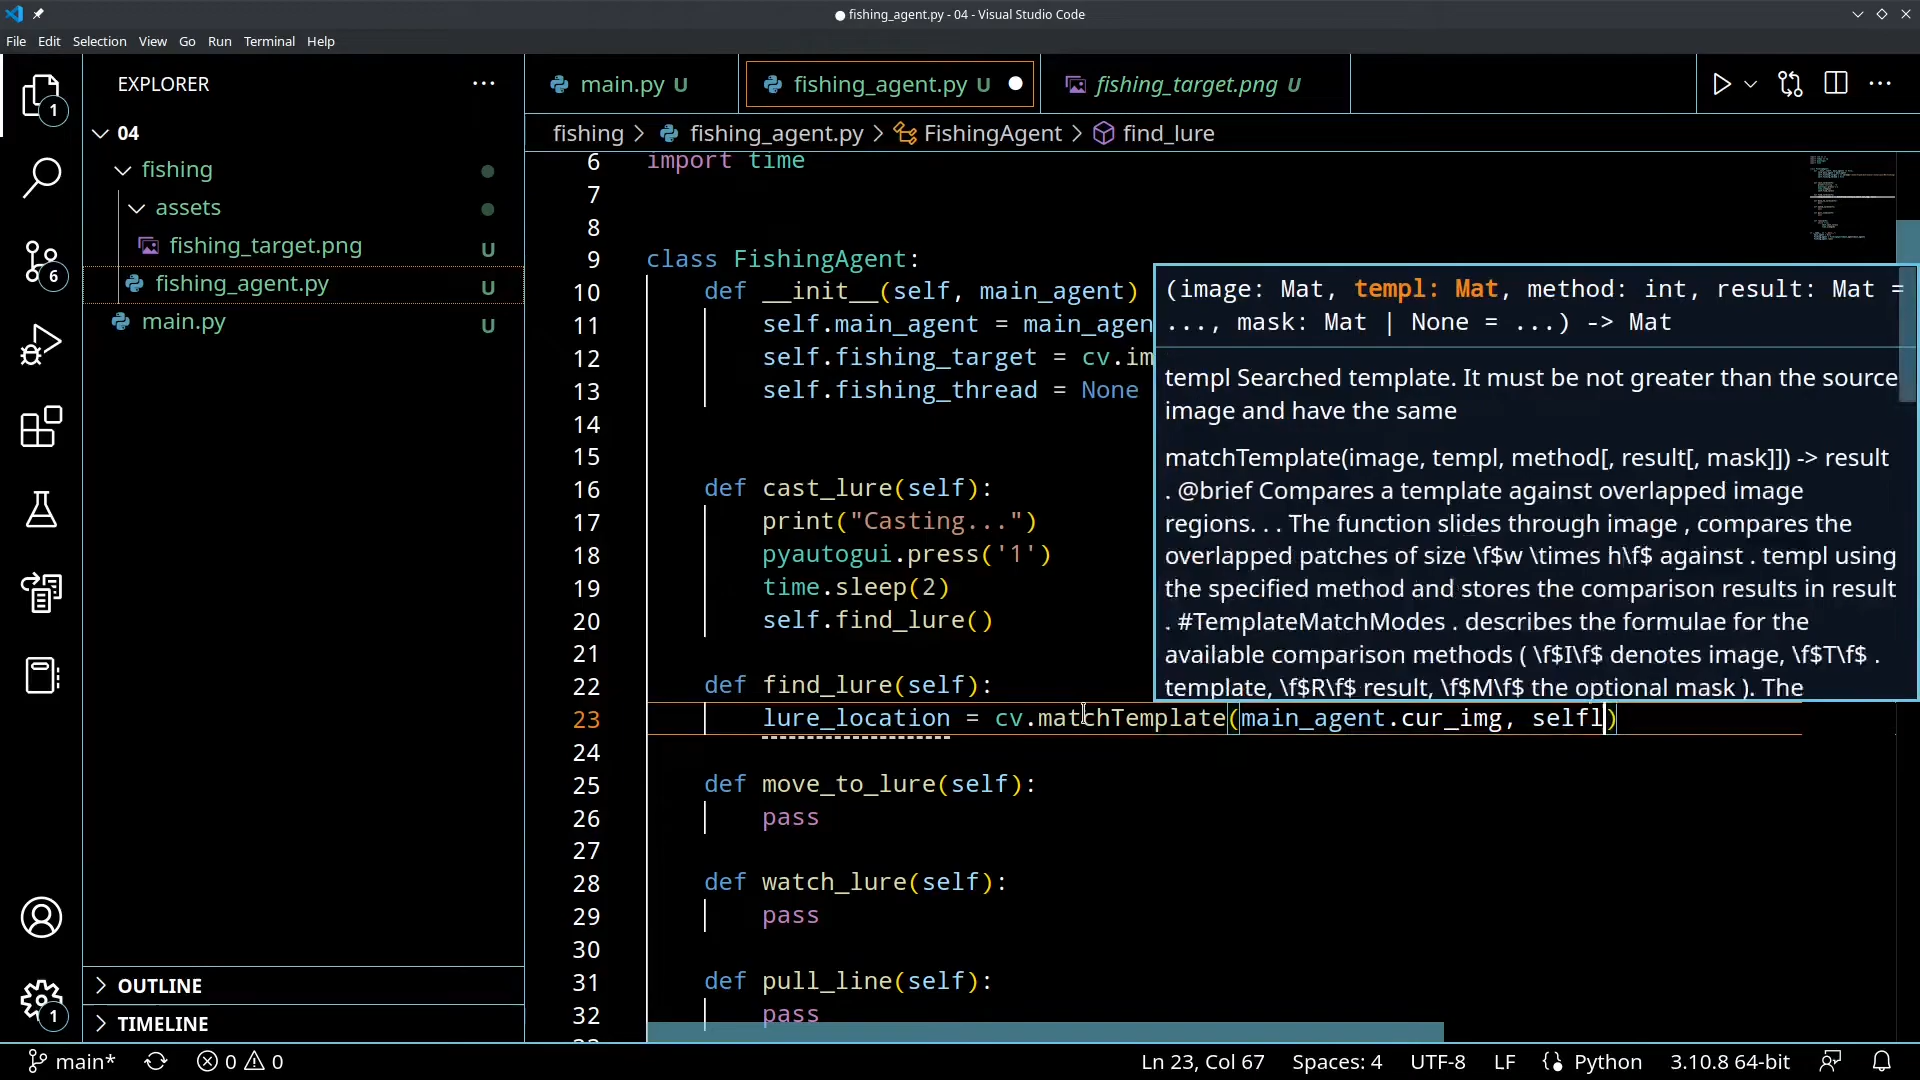 fishing_agent.py - 04 - Visual Studio Code
File Edit Selection View Go Run Terminal Help
EXPLORER
04
fishing
assets
fishing_target.png U
fishing_agent.py U
main.py U
OUTLINE
TIMELINE
1
6
1
main.py U
fishing_agent.py U
fishing_target.png U
fishing > fishing_agent.py > FishingAgent > find_lure
6 import time
7
8
9 class FishingAgent:
10 def __init__(self, main_agent)
11 self.main_agent = main_agen
12 self.fishing_target = cv.im
13 self.fishing_thread = None
14
15
16 def cast_lure(self):
17 print("Casting...")
18 pyautogui.press('1')
19 time.sleep(2)
20 self.find_lure()
21
22 def find_lure(self):
23 lure_location = cv.matchTemplate(main_agent.cur_img, selfl)
24
25 def move_to_lure(self):
26 pass
27
28 def watch_lure(self):
29 pass
30
31 def pull_line(self):
32 pass
(image: Mat, templ: Mat, method: int, result: Mat =
..., mask: Mat | None = ...) -> Mat
templ Searched template. It must be not greater than the source
image and have the same
matchTemplate(image, templ, method[, result[, mask]]) -> result
. @brief Compares a template against overlapped image
regions. . . The function slides through image , compares the
overlapped patches of size \f$w \times h\f$ against . templ using
the specified method and stores the comparison results in result
. #TemplateMatchModes . describes the formulae for the
available comparison methods ( \f$I\f$ denotes image, \f$T\f$ .
template, \f$R\f$ result, \f$M\f$ the optional mask ). The
main* 0 0 Ln 23, Col 67 Spaces: 4 UTF-8 LF Python 3.10.8 64-bit